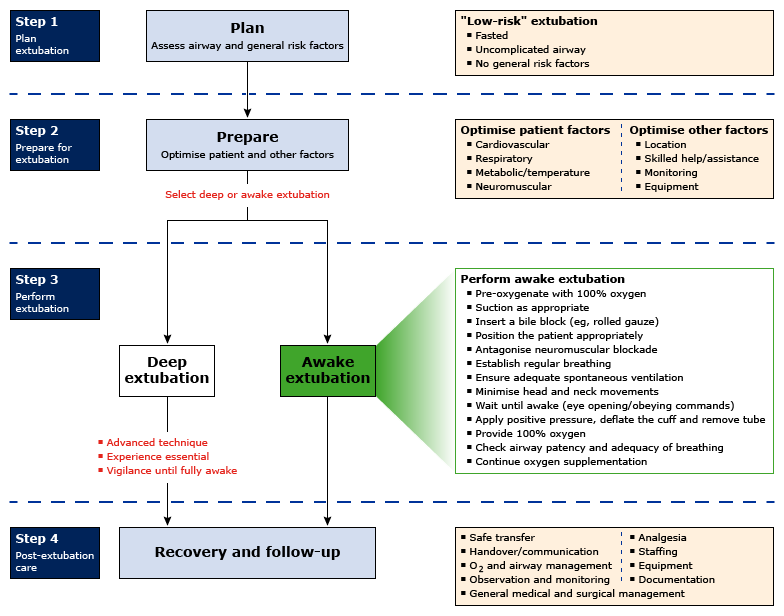 Step 1
Plan
extubation
Plan
Assess airway and general risk factors
"Low-risk" extubation
▪ Fasted
▪ Uncomplicated airway
▪ No general risk factors
Step 2
Prepare for
extubation
Prepare
Optimise patient and other factors
Select deep or awake extubation
Optimise patient factors
▪ Cardiovascular
▪ Respiratory
▪ Metabolic/temperature
▪ Neuromuscular
Optimise other factors
▪ Location
▪ Skilled help/assistance
▪ Monitoring
▪ Equipment
Step 3
Perform
extubation
Deep
extubation
▪ Advanced technique
▪ Experience essential
▪ Vigilance until fully awake
Awake
extubation
Perform awake extubation
▪ Pre-oxygenate with 100% oxygen
▪ Suction as appropriate
▪ Insert a bile block (eg, rolled gauze)
▪ Position the patient appropriately
▪ Antagonise neuromuscular blockade
▪ Establish regular breathing
▪ Ensure adequate spontaneous ventilation
▪ Minimise head and neck movements
▪ Wait until awake (eye opening/obeying commands)
▪ Apply positive pressure, deflate the cuff and remove tube
▪ Provide 100% oxygen
▪ Check airway patency and adequacy of breathing
▪ Continue oxygen supplementation
Step 4
Post-extubation
care
Recovery and follow-up
▪ Safe transfer
▪ Handover/communication
▪ O2 and airway management
▪ Observation and monitoring
▪ General medical and surgical management
▪ Analgesia
▪ Staffing
▪ Equipment
▪ Documentation